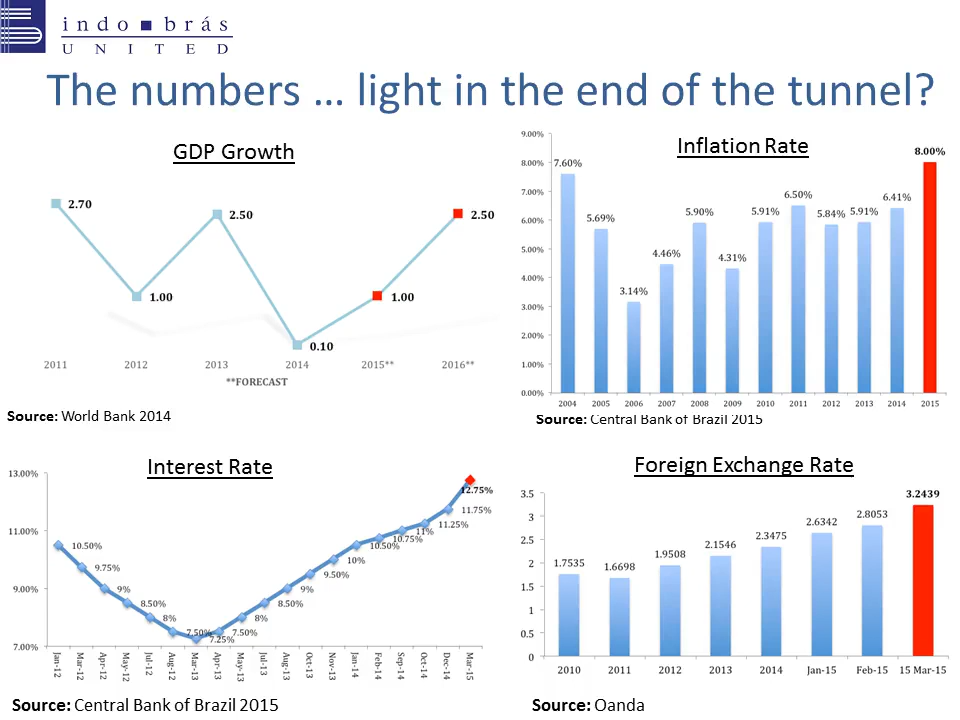 indo ■ brás
UNITED
The numbers … light in the end of the tunnel?
GDP Growth
2.70
1.00
2.50
0.10
1.00
2.50
2011 2012 2013 2014 2015** 2016**
**FORECAST
Source: World Bank 2014
Inflation Rate
9.00%
8.00%
7.00%
6.00%
5.00%
4.00%
3.00%
2.00%
1.00%
0.00%
7.60%
5.69%
3.14%
4.46%
5.90%
4.31%
5.91%
6.50%
5.84%
5.91%
6.41%
8.00%
2004 2005 2006 2007 2008 2009 2010 2011 2012 2013 2014 2015
Source: Central Bank of Brazil 2015
Interest Rate
13.00%
11.00%
9.00%
7.00%
10.50%
9.75%
9%
8.50%
8%
7.50%
7.25%
7.50%
8%
8.50%
9%
9.50%
10%
10.50%
10.75%
11%
11.25%
11.75%
12.75%
Jan-12
Mar-12
Apr-12
May-12
Jul-12
Aug-12
Mar-13
Apr-13
May-13
Jul-13
Aug-13
Oct-13
Nov-13
Jan-14
Feb-14
Sep-14
Oct-14
Dec-14
Mar-15
Source: Central Bank of Brazil 2015
Foreign Exchange Rate
3.5
3
2.5
2
1.5
1
0.5
0
1.7535
1.6698
1.9508
2.1546
2.3475
2.6342
2.8053
3.2439
2010 2011 2012 2013 2014 Jan-15 Feb-15 15 Mar-15
Source: Oanda